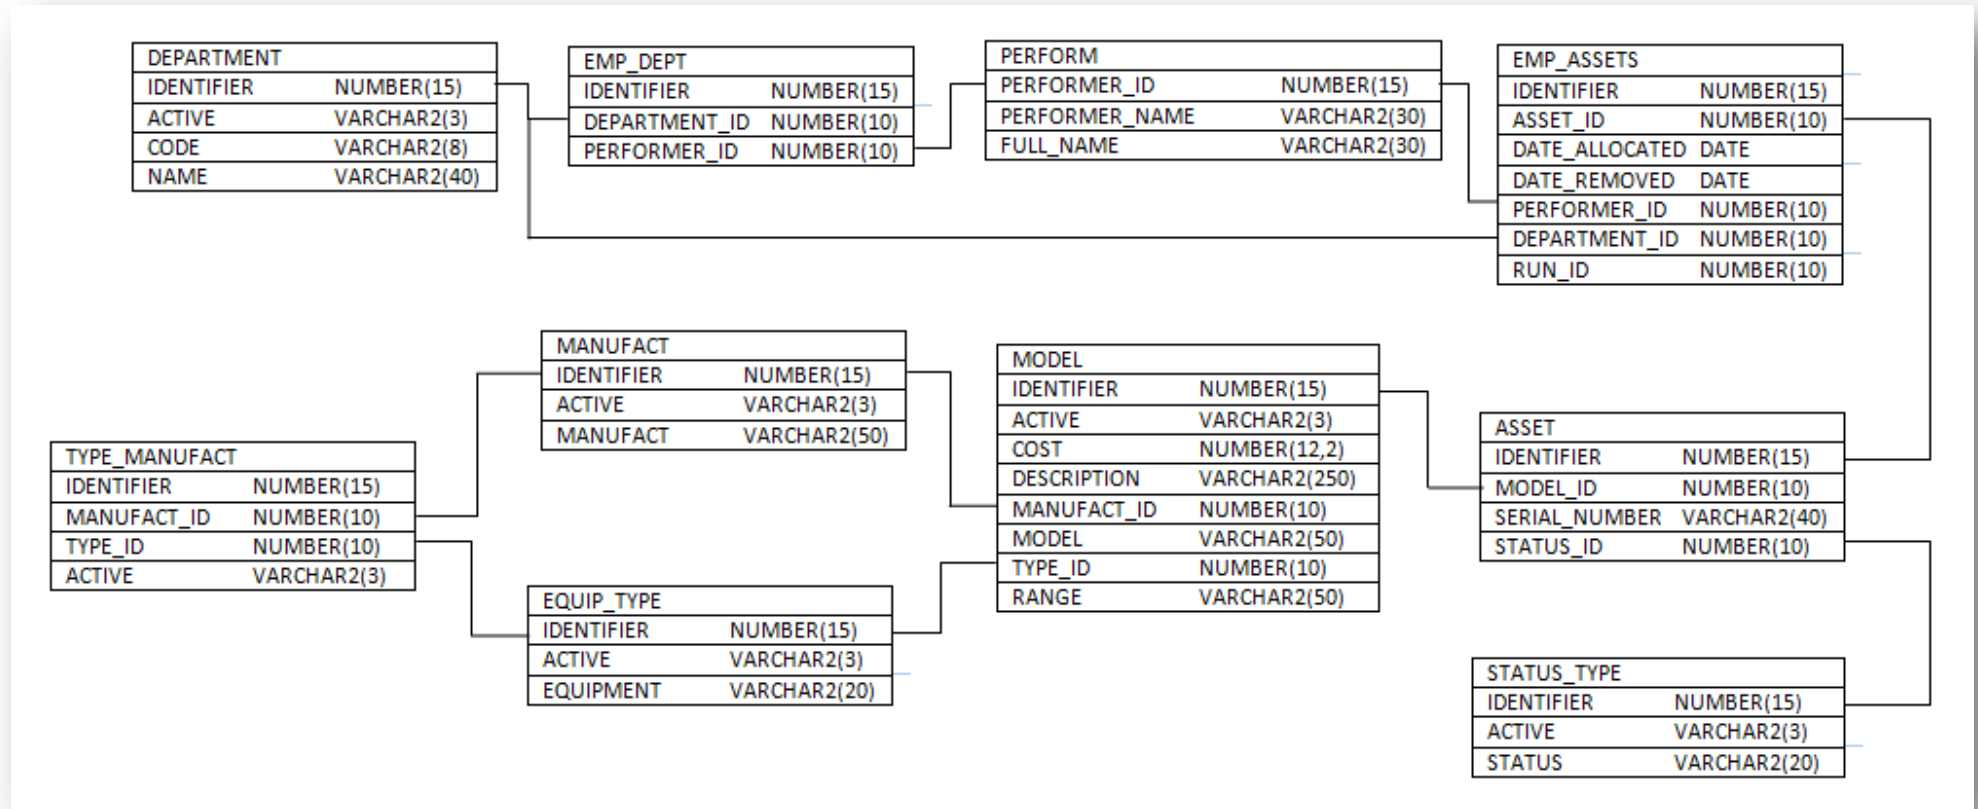 DEPARTMENT
IDENTIFIER NUMBER(15)
ACTIVE VARCHAR2(3)
CODE VARCHAR2(8)
NAME VARCHAR2(40)
EMP_DEPT
IDENTIFIER NUMBER(15)
DEPARTMENT_ID NUMBER(10)
PERFORMER_ID NUMBER(10)
PERFORM
PERFORMER_ID NUMBER(15)
PERFORMER_NAME VARCHAR2(30)
FULL_NAME VARCHAR2(30)
EMP_ASSETS
IDENTIFIER NUMBER(15)
ASSET_ID NUMBER(10)
DATE_ALLOCATED DATE
DATE_REMOVED DATE
PERFORMER_ID NUMBER(10)
DEPARTMENT_ID NUMBER(10)
RUN_ID NUMBER(10)
TYPE_MANUFACT
IDENTIFIER NUMBER(15)
MANUFACT_ID NUMBER(10)
TYPE_ID NUMBER(10)
ACTIVE VARCHAR2(3)
MANUFACT
IDENTIFIER NUMBER(15)
ACTIVE VARCHAR2(3)
MANUFACT VARCHAR2(50)
EQUIP_TYPE
IDENTIFIER NUMBER(15)
ACTIVE VARCHAR2(3)
EQUIPMENT VARCHAR2(20)
MODEL
IDENTIFIER NUMBER(15)
ACTIVE VARCHAR2(3)
COST NUMBER(12,2)
DESCRIPTION VARCHAR2(250)
MANUFACT_ID NUMBER(10)
MODEL VARCHAR2(50)
TYPE_ID NUMBER(10)
RANGE VARCHAR2(50)
ASSET
IDENTIFIER NUMBER(15)
MODEL_ID NUMBER(10)
SERIAL_NUMBER VARCHAR2(40)
STATUS_ID NUMBER(10)
STATUS_TYPE
IDENTIFIER NUMBER(15)
ACTIVE VARCHAR2(3)
STATUS VARCHAR2(20)